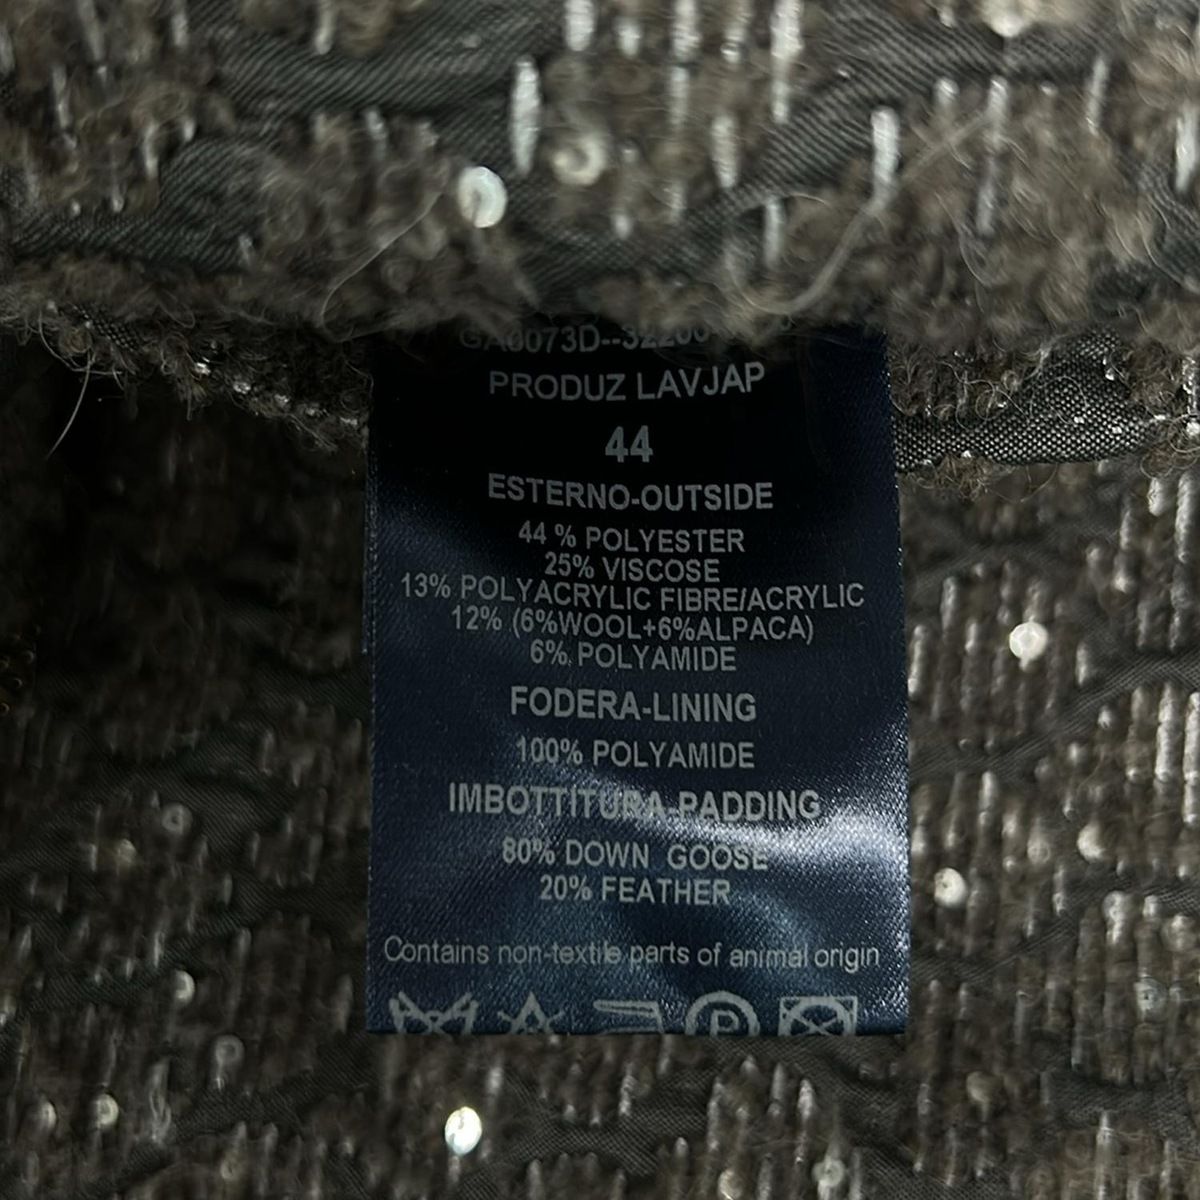 PRODUZ LAVJAP
44
ESTERNO-OUTSIDE
44 % POLYESTER
25% VISCOSE
13% POLYACRYLIC FIBRE/ACRYLIC
12% (6%WOOL+6%ALPACA)
6% POLYAMIDE
FODERA-LINING
100% POLYAMIDE
IMBOTTITURA-PADDING
80% DOWN GOOSE
20% FEATHER
Contains non-textile parts of animal origin
P